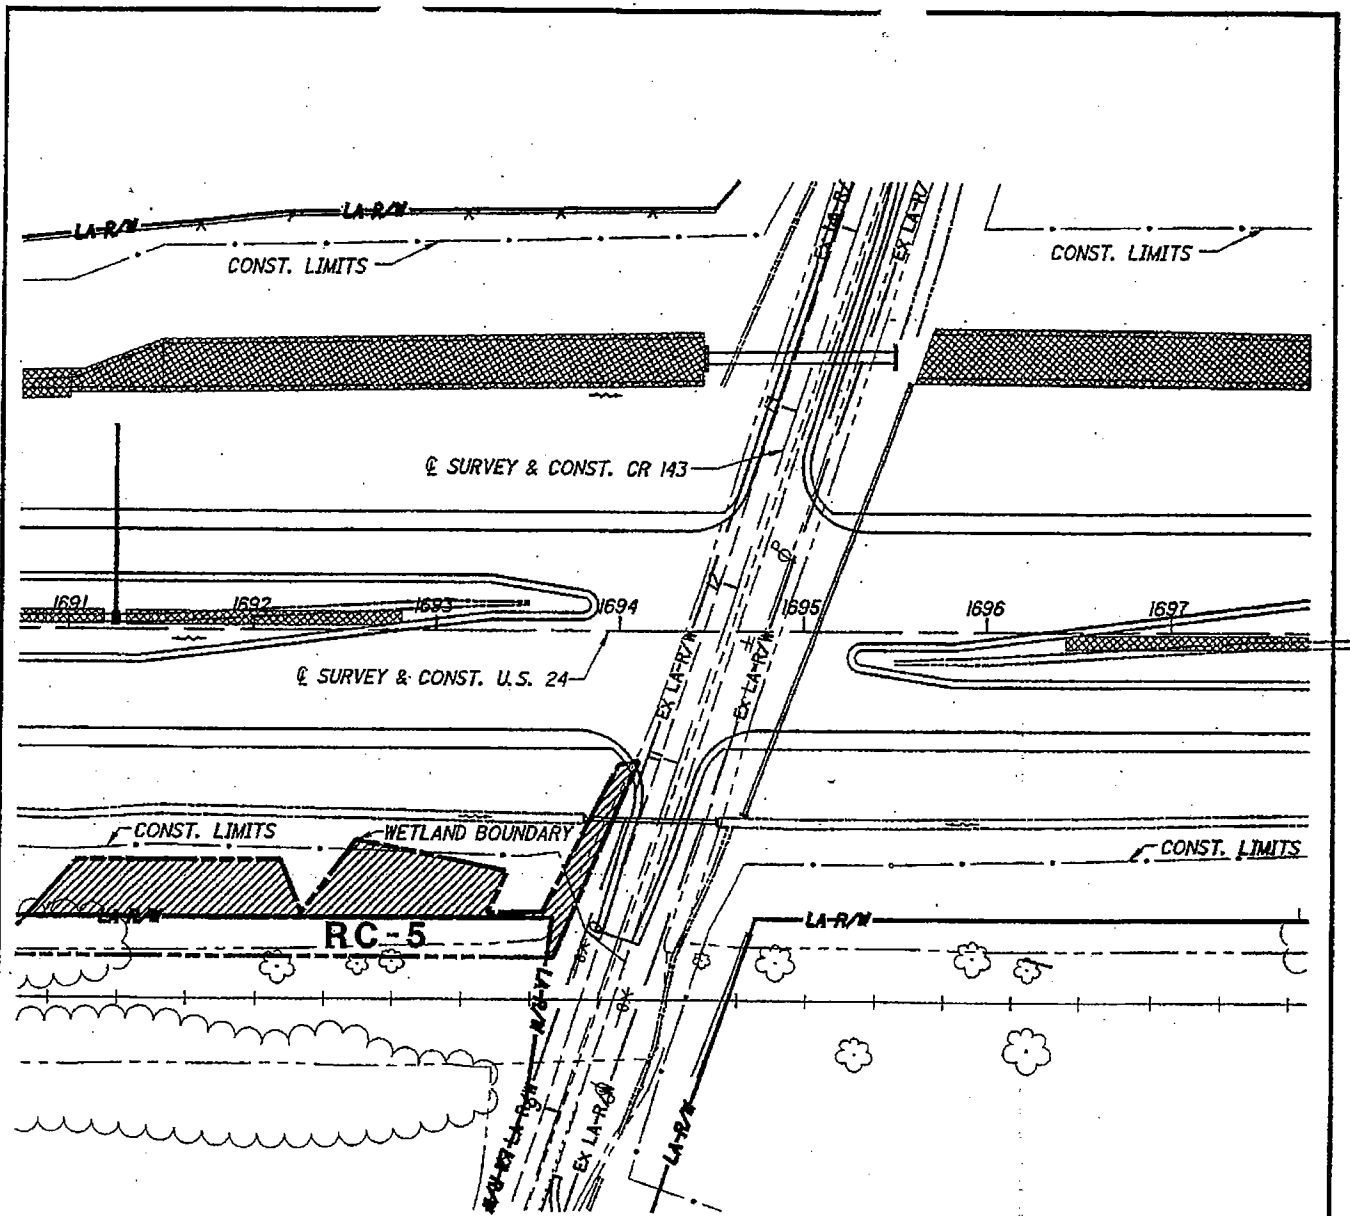 LA-R/W
LA-R/W
EX LA-R/W
EX LA-R/W
CONST. LIMITS
CONST. LIMITS
℄ SURVEY & CONST. CR 143
1691
1692
1693
1694
1695
1696
1697
℄ SURVEY & CONST. U.S. 24
EX LA-R/W
EX LA-R/W
CONST. LIMITS
WETLAND BOUNDARY
CONST. LIMITS
LA-R/W
LA-R/W
RC-5
LA-R/W
EX LA-R/W
LA-R/W